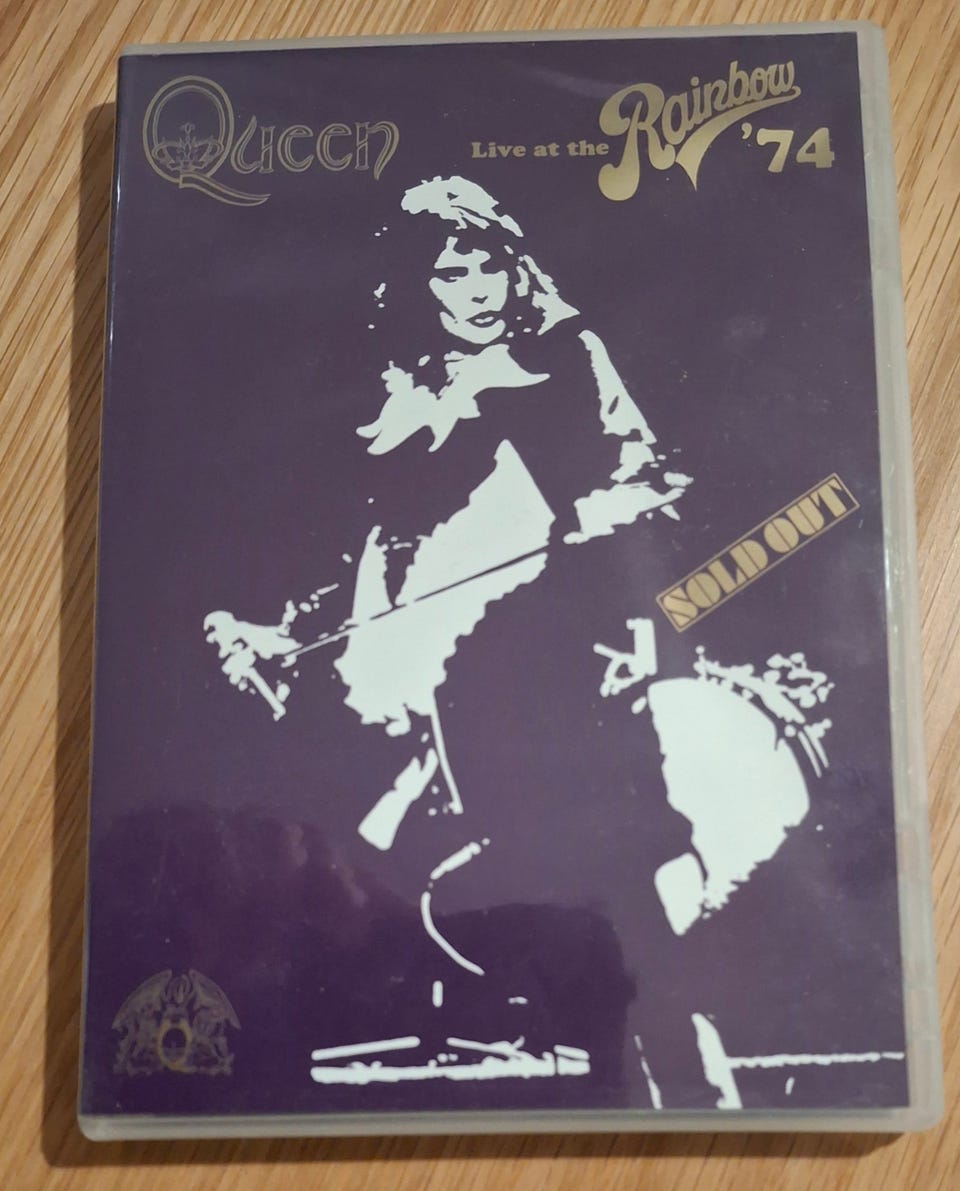 Queen
Live at the Rainbow '74
SOLD OUT